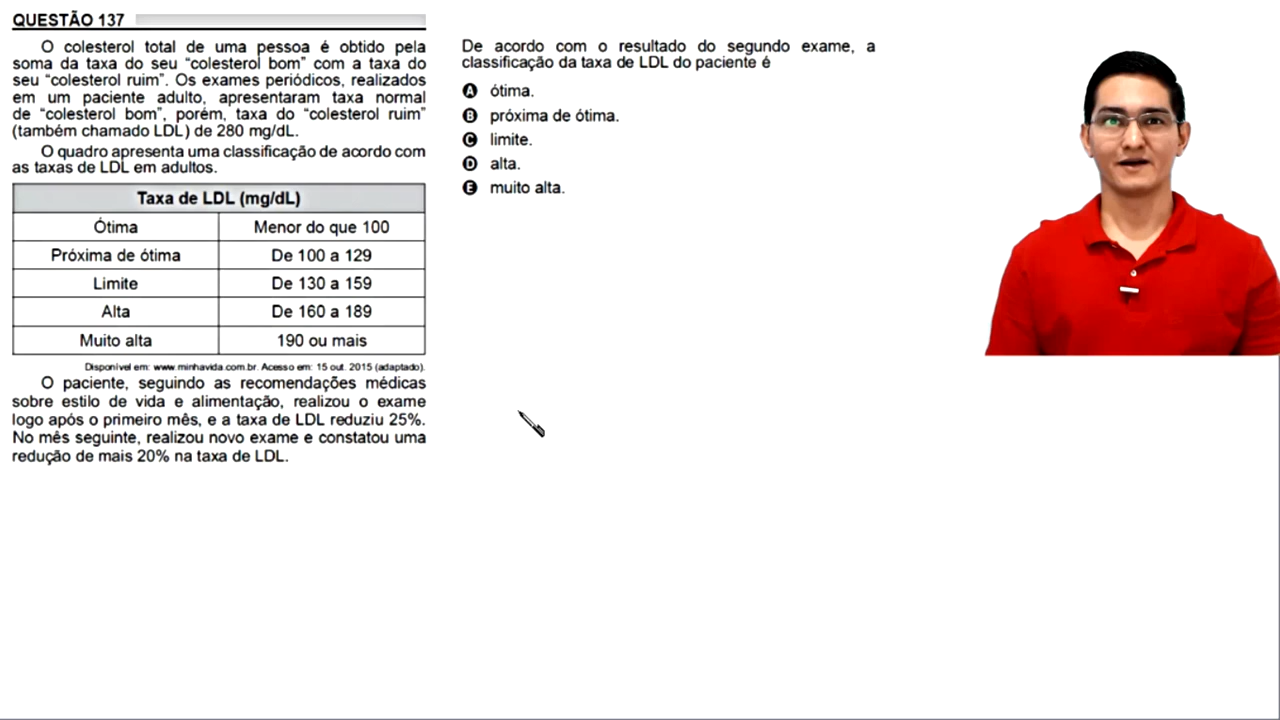 QUESTÃO 137
O colesterol total de uma pessoa é obtido pela
soma da taxa do seu “colesterol bom” com a taxa do
seu “colesterol ruim”. Os exames periódicos, realizados
em um paciente adulto, apresentaram taxa normal
de “colesterol bom”, porém, taxa do “colesterol ruim”
(também chamado LDL) de 280 mg/dL.
O quadro apresenta uma classificação de acordo com
as taxas de LDL em adultos.
Taxa de LDL (mg/dL)
Ótima Menor do que 100
Próxima de ótima De 100 a 129
Limite De 130 a 159
Alta De 160 a 189
Muito alta 190 ou mais
Disponível em: www.minhavida.com.br. Acesso em: 15 out. 2015 (adaptado).
O paciente, seguindo as recomendações médicas
sobre estilo de vida e alimentação, realizou o exame
logo após o primeiro mês, e a taxa de LDL reduziu 25%.
No mês seguinte, realizou novo exame e constatou uma
redução de mais 20% na taxa de LDL.
De acordo com o resultado do segundo exame, a
classificação da taxa de LDL do paciente é
A ótima.
B próxima de ótima.
C limite.
D alta.
E muito alta.